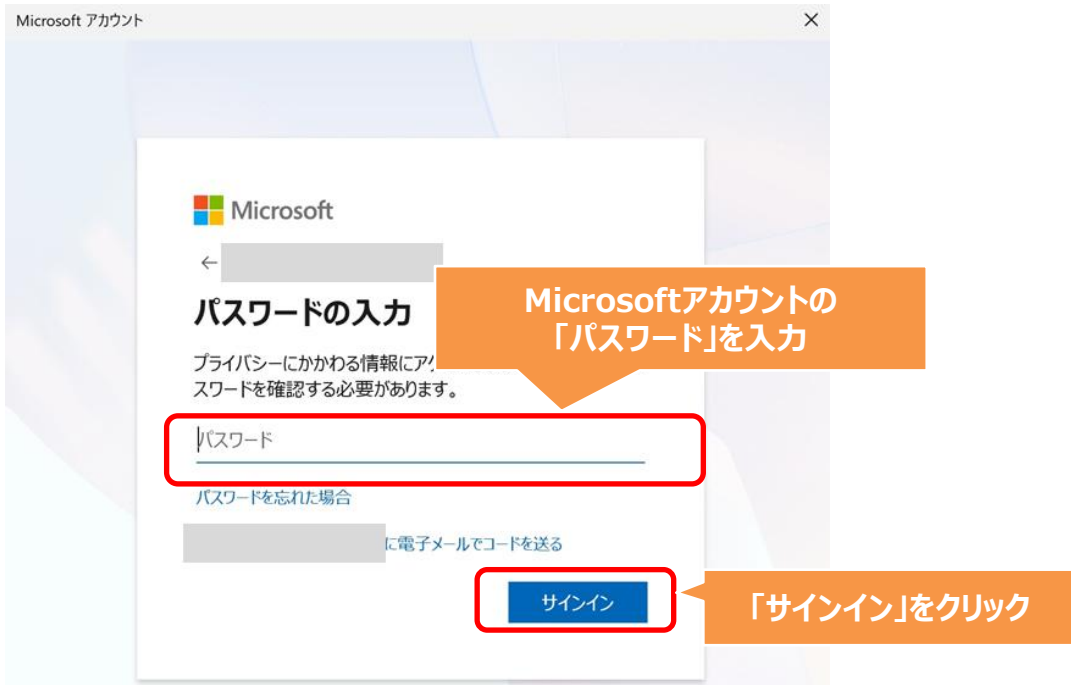 Microsoft アカウント
Microsoft
パスワードの入力
Microsoftアカウントの
「パスワード」を入力
プライバシーにかかわる情報にア
スワードを確認する必要があります。
パスワード
パスワードを忘れた場合
に電子メールでコードを送る
サインイン
「サインイン」をクリック